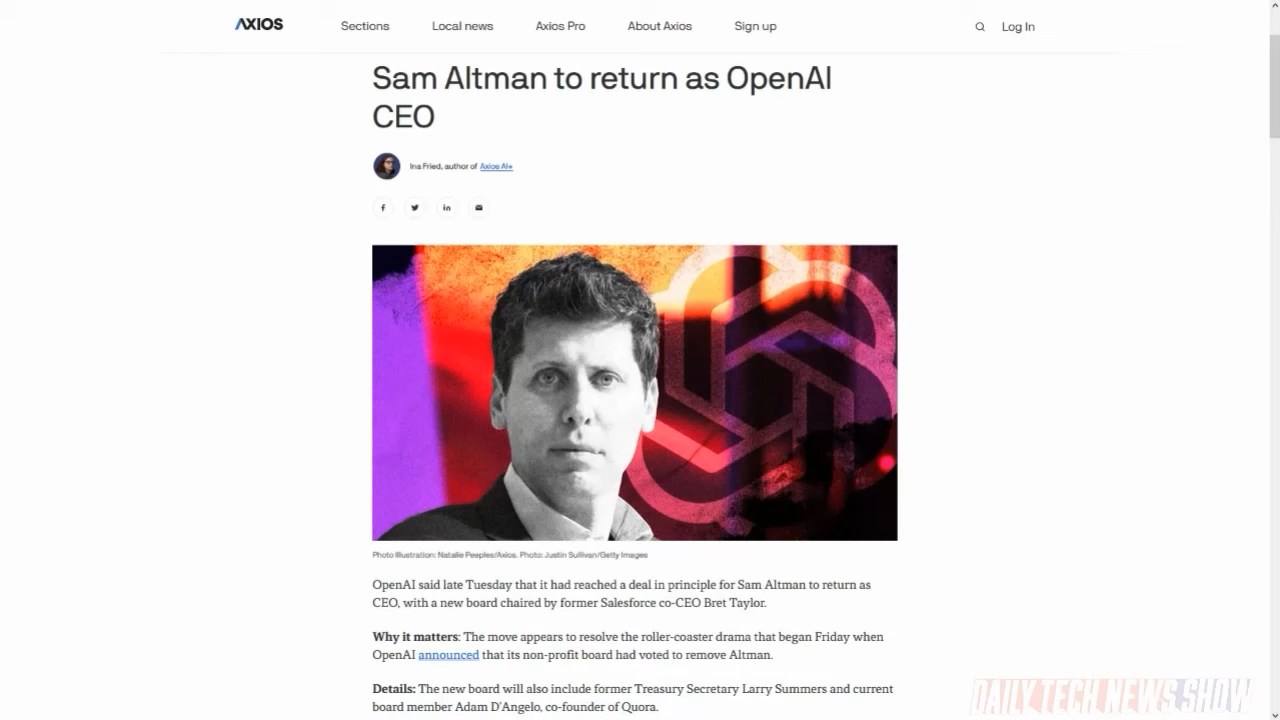 AXIOS Sections Local news Axios Pro About Axios Sign up Log In
Sam Altman to return as OpenAI
CEO
Ina Fried, author of Axios AI+
Photo Illustration: Natalie Peeples/Axios. Photo: Justin Sullivan/Getty Images
OpenAI said late Tuesday that it had reached a deal in principle for Sam Altman to return as
CEO, with a new board chaired by former Salesforce co-CEO Bret Taylor.
Why it matters: The move appears to resolve the roller-coaster drama that began Friday when
OpenAI announced that its non-profit board had voted to remove Altman.
Details: The new board will also include former Treasury Secretary Larry Summers and current
board member Adam D'Angelo, co-founder of Quora.
DAILY TECH NEWS SHOW